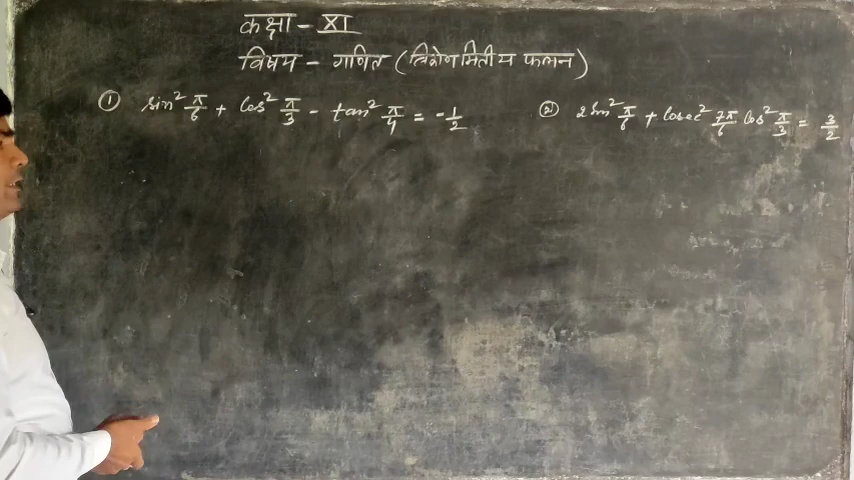 कक्षा - XI
विषय - गणित (त्रिकोणमितीय फलन)
① sin² π/6 + cos² π/3 - tan² π/4 = -1/2
② 2sin² π/6 + cosec² 7π/6 cos² π/3 = 3/2